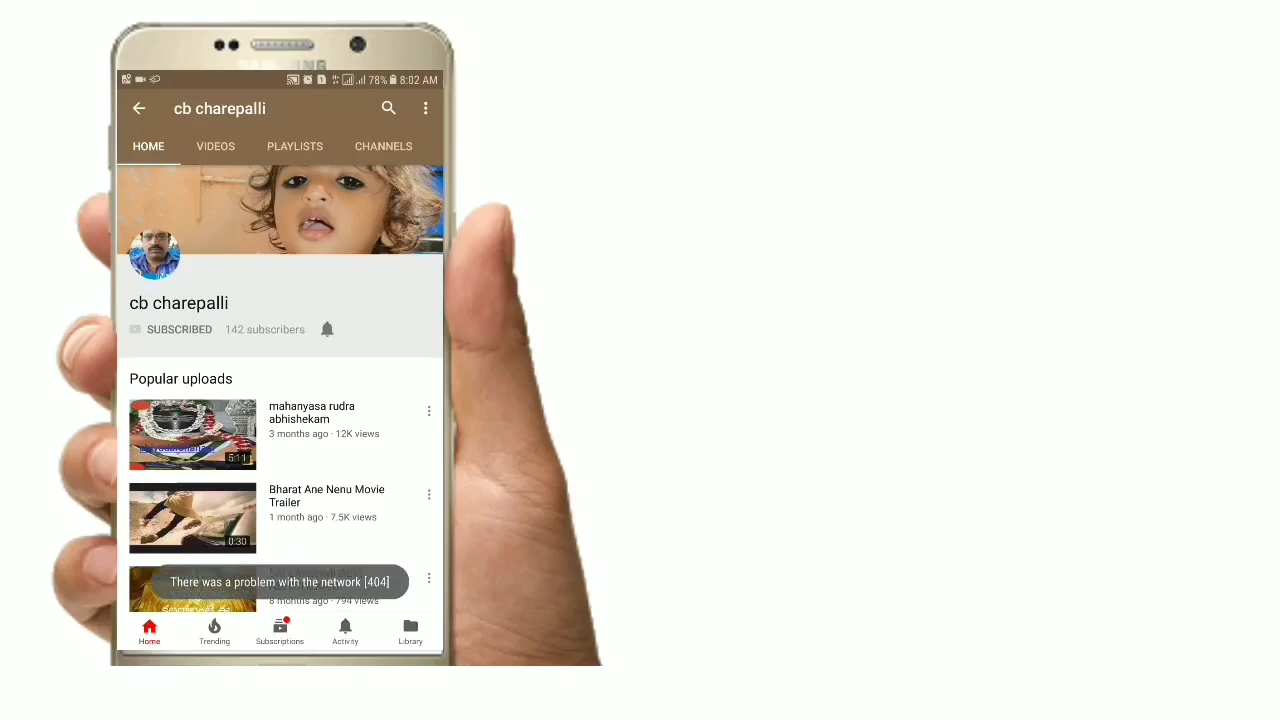 78% 8:02 AM
cb charepalli
HOME VIDEOS PLAYLISTS CHANNELS
cb charepalli
SUBSCRIBED 142 subscribers
Popular uploads
mahanyasa rudra
abhishekam
3 months ago · 12K views
5:11
Bharat Ane Nenu Movie
Trailer
1 month ago · 7.5K views
0:30
There was a problem with the network [404]
8 months ago · 794 views
Home Trending Subscriptions Activity Library